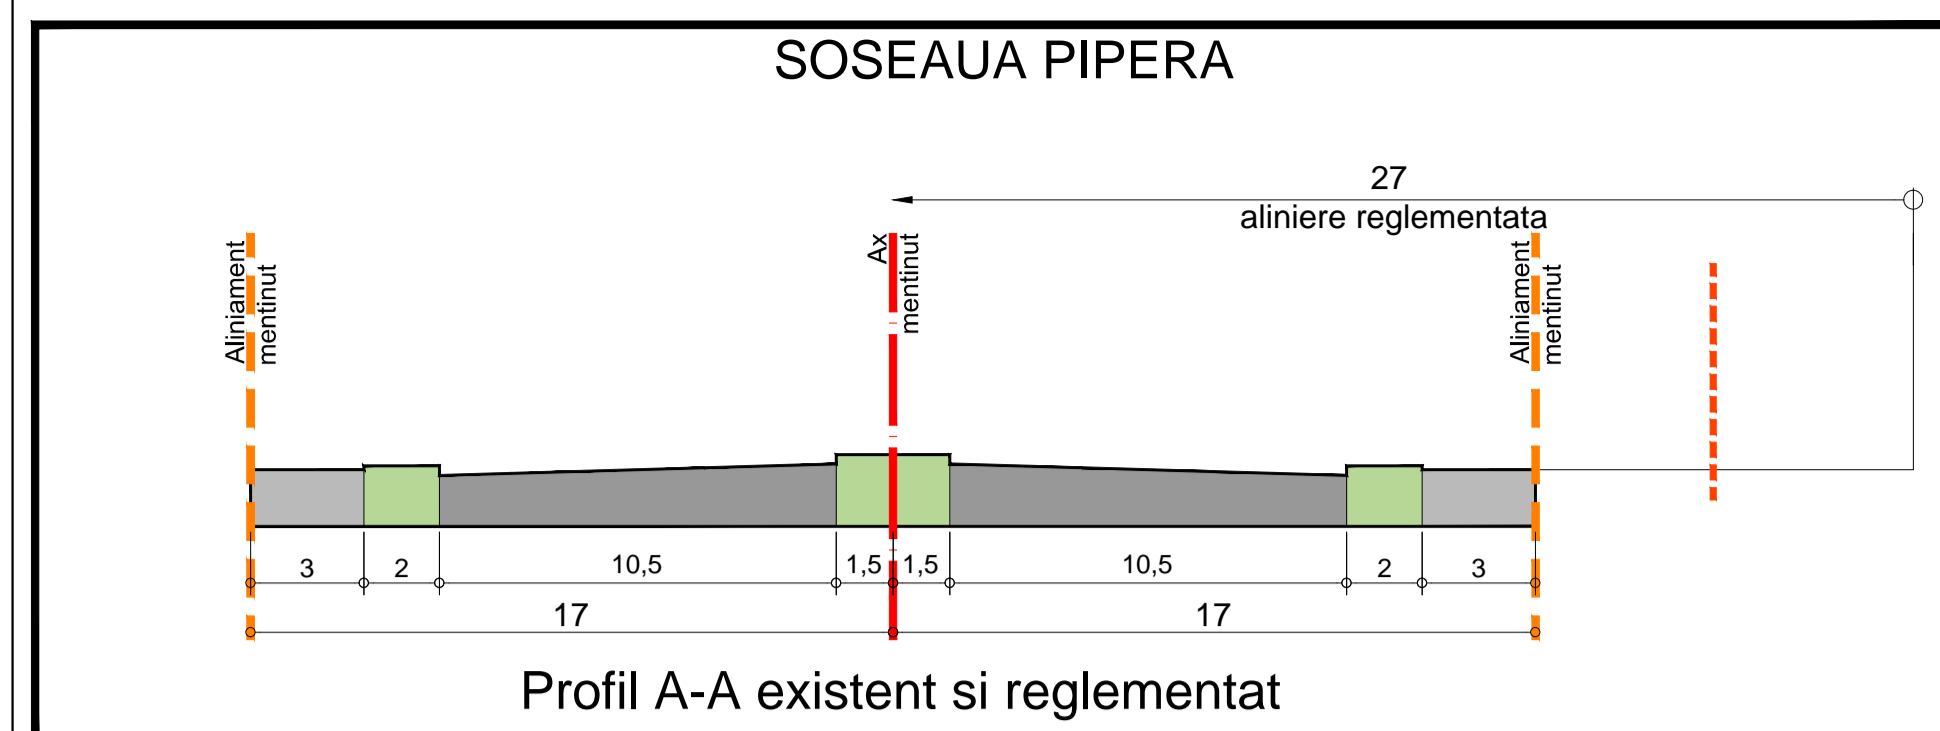 SOSEAUA PIPERA
27
aliniere reglementata
Aliniament
mentinut
Ax
mentinut
Aliniament
mentinut
3 2 10,5 1,5 1,5 10,5 2 3
17 17
Profil A-A existent si reglementat